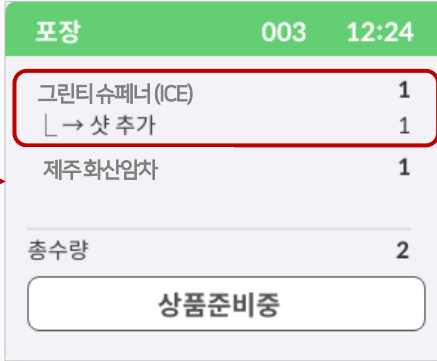 포장 003 12:24
그린티 슈페너 (ICE) 1
→ 샷 추가 1
제주 화산암차 1
총수량 2
상품준비중